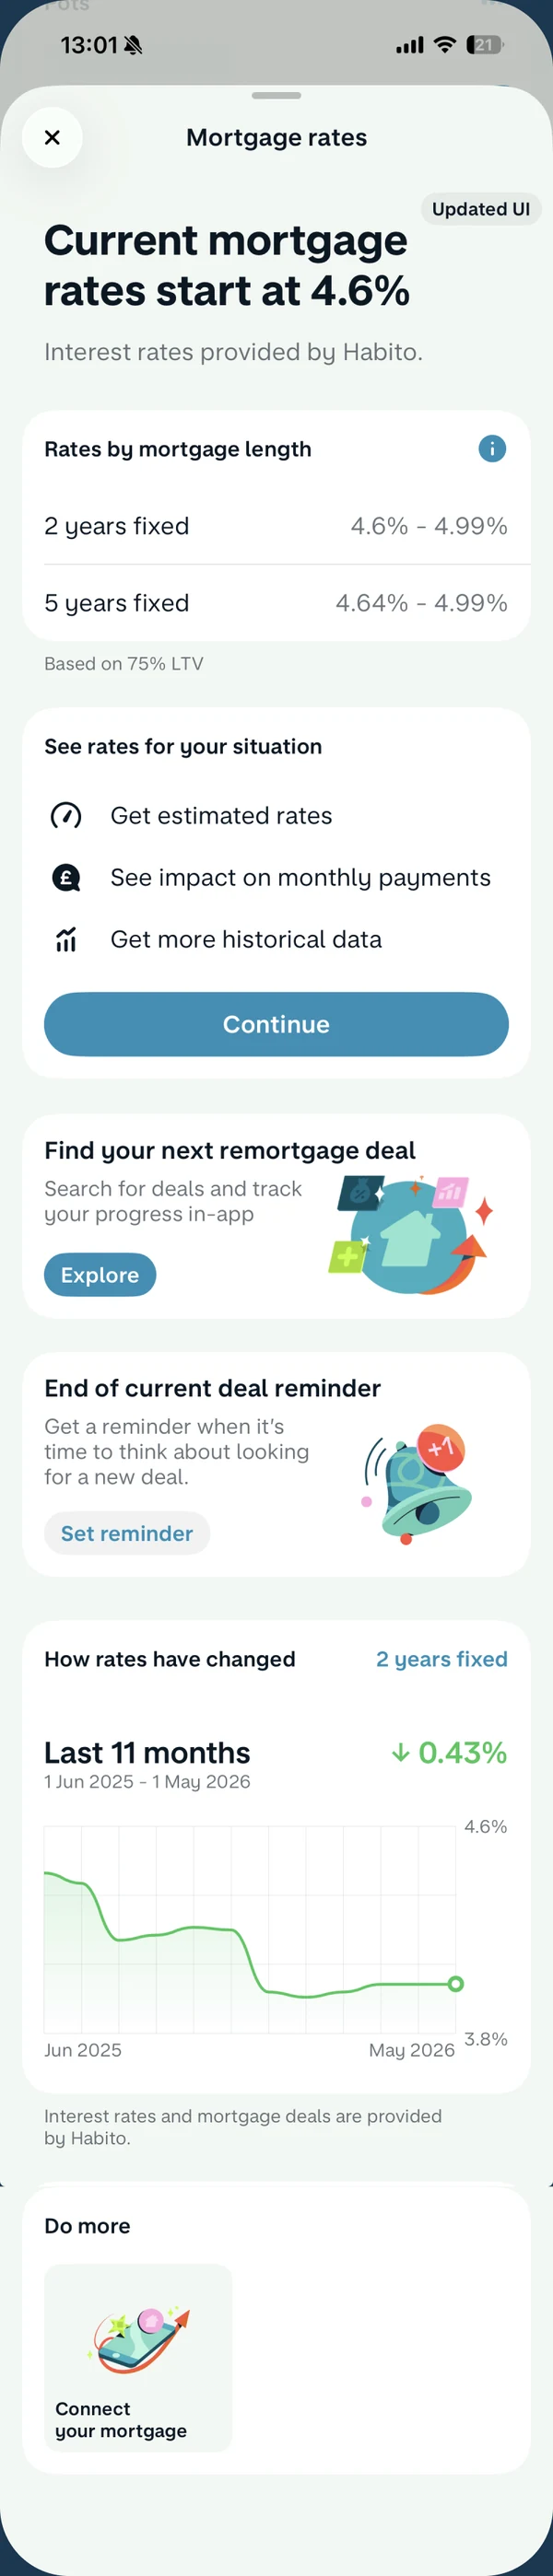 Pots
13:01
21
Mortgage rates
Updated UI
Current mortgage
rates start at 4.6%
Interest rates provided by Habito.
Rates by mortgage length
i
2 years fixed 4.6% - 4.99%
5 years fixed 4.64% - 4.99%
Based on 75% LTV
See rates for your situation
Get estimated rates
£
See impact on monthly payments
Get more historical data
Continue
Find your next remortgage deal
Search for deals and track
your progress in-app
Explore
End of current deal reminder
Get a reminder when it's
time to think about looking
for a new deal.
+1
Set reminder
How rates have changed 2 years fixed
Last 11 months ↓ 0.43%
1 Jun 2025 - 1 May 2026
4.6%
3.8%
Jun 2025 May 2026
Interest rates and mortgage deals are provided
by Habito.
Do more
Connect
your mortgage